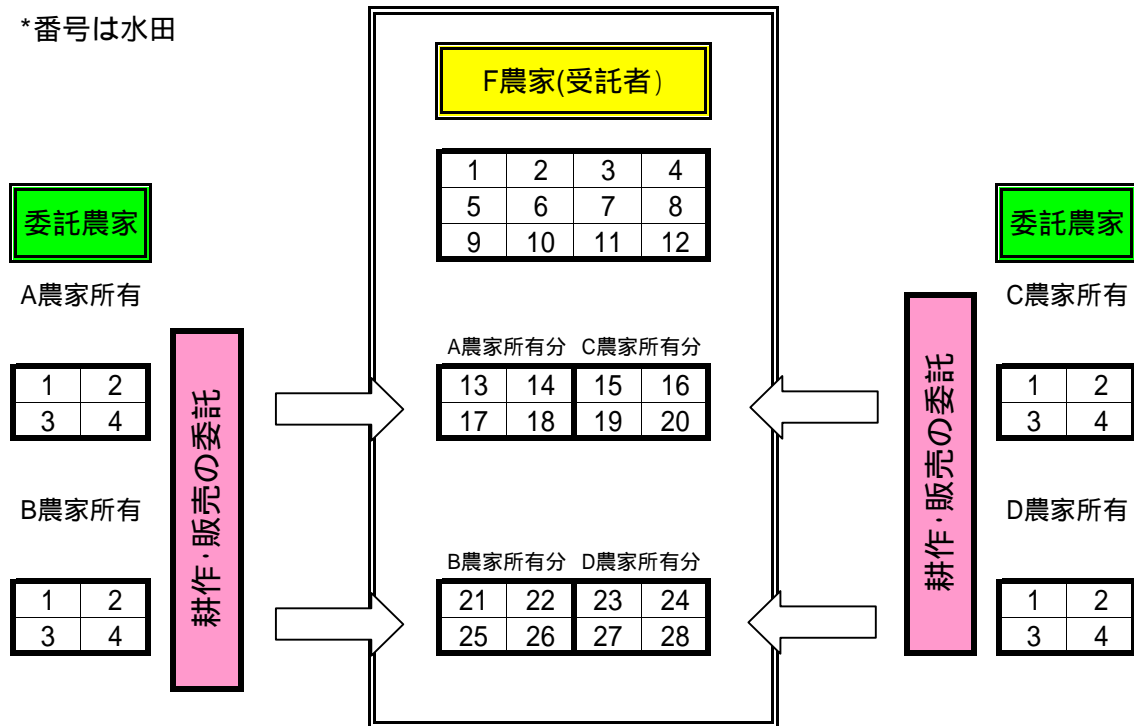 *番号は水田
F農家(受託者)
1 2 3 4
5 6 7 8
9 10 11 12
委託農家
A農家所有
1 2
3 4
B農家所有
1 2
3 4
耕作・販売の委託
A農家所有分 C農家所有分
13 14 15 16
17 18 19 20
B農家所有分 D農家所有分
21 22 23 24
25 26 27 28
耕作・販売の委託
委託農家
C農家所有
1 2
3 4
D農家所有
1 2
3 4